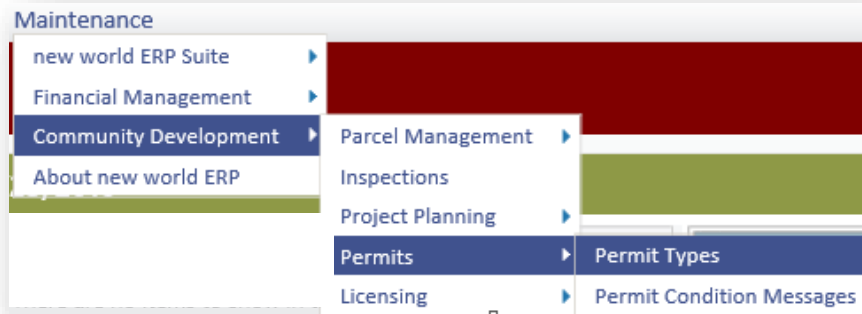 Maintenance
new world ERP Suite
Financial Management
Community Development
About new world ERP
Parcel Management
Inspections
Project Planning
Permits
Licensing
Permit Types
Permit Condition Messages